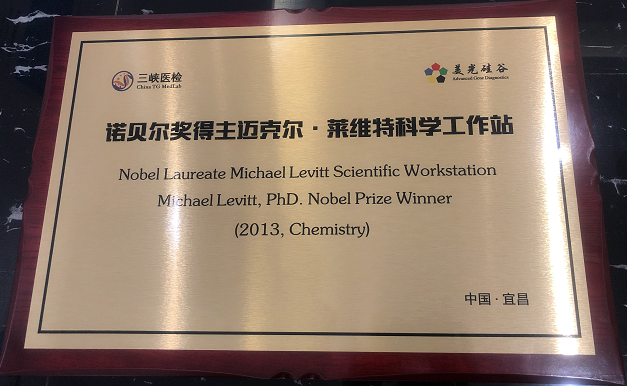 三峡医检
China TG MedLab
美光硅谷
Advanced Gene Diagnostics
诺贝尔奖得主迈克尔·莱维特科学工作站
Nobel Laureate Michael Levitt Scientific Workstation
Michael Levitt, PhD. Nobel Prize Winner
(2013, Chemistry)
中国·宜昌